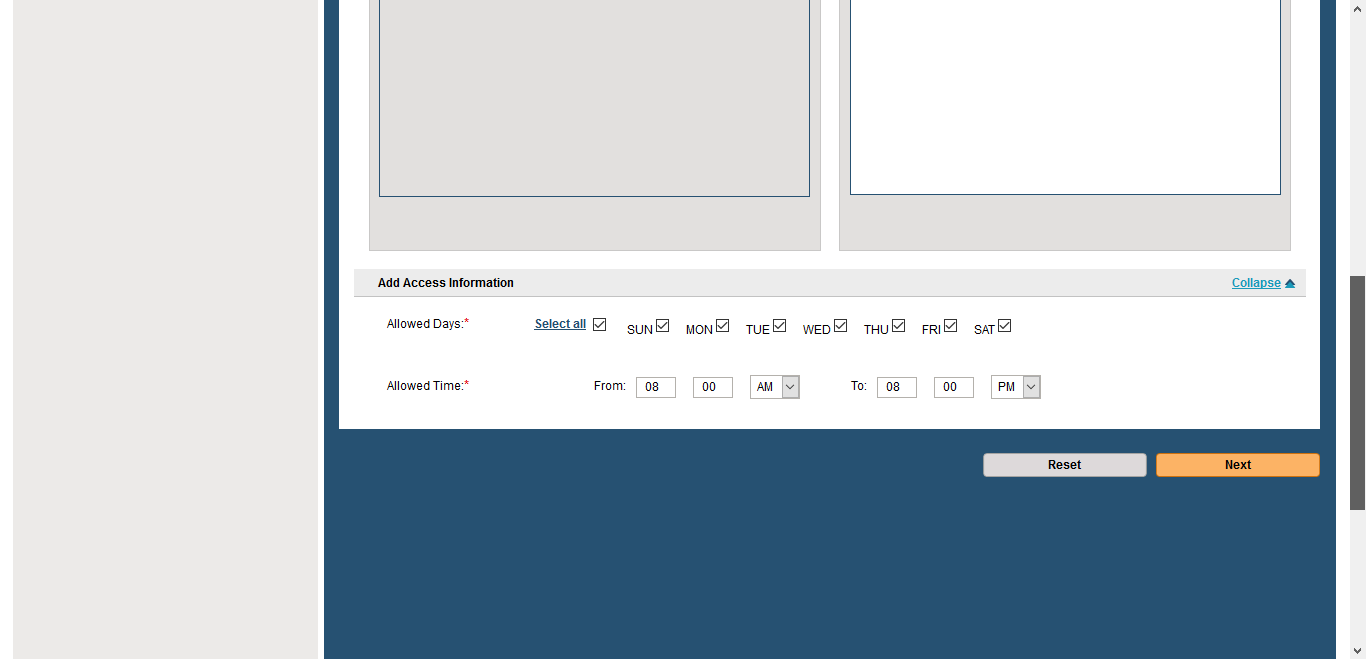 Add Access Information Collapse
Allowed Days:* Select all SUN MON TUE WED THU FRI SAT
Allowed Time:* From: 08 00 AM To: 08 00 PM
Reset Next